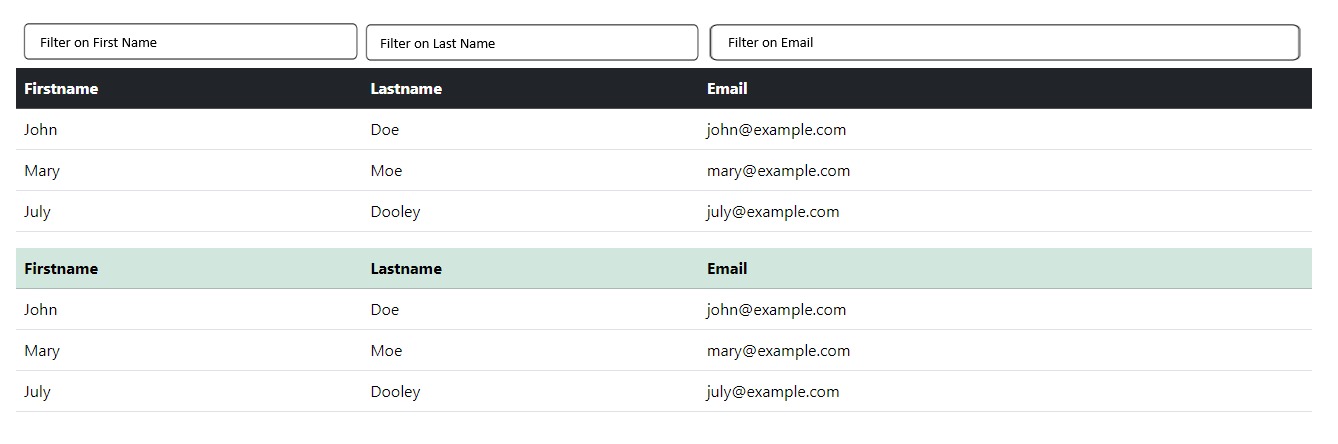 Filter on First Name Filter on Last Name Filter on Email
Firstname Lastname Email
John Doe john@example.com
Mary Moe mary@example.com
July Dooley july@example.com
Firstname Lastname Email
John Doe john@example.com
Mary Moe mary@example.com
July Dooley july@example.com